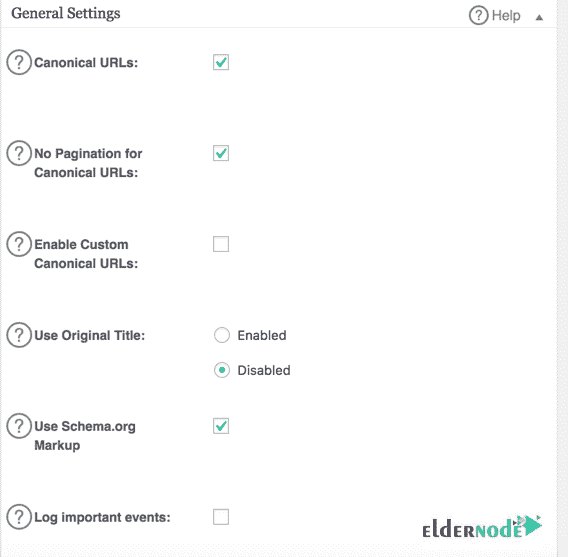 General Settings
? Help
? Canonical URLs:
? No Pagination for
Canonical URLs:
? Enable Custom
Canonical URLs:
? Use Original Title:
Enabled
Disabled
? Use Schema.org
Markup
? Log important events:
ELDERNODE